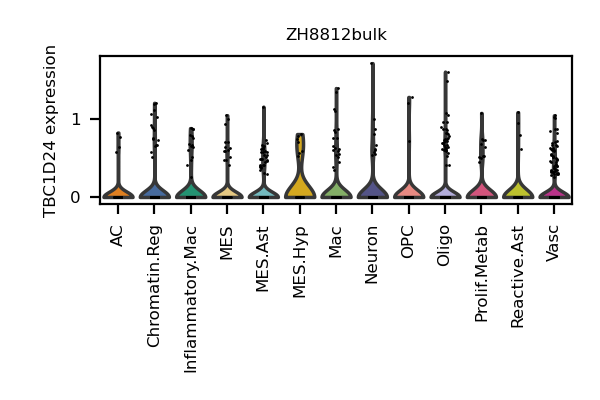 ZH8812bulk
TBC1D24 expression
1
0
AC
Chromatin.Reg
Inflammatory.Mac
MES
MES.Ast
MES.Hyp
Mac
Neuron
OPC
Oligo
Prolif.Metab
Reactive.Ast
Vasc